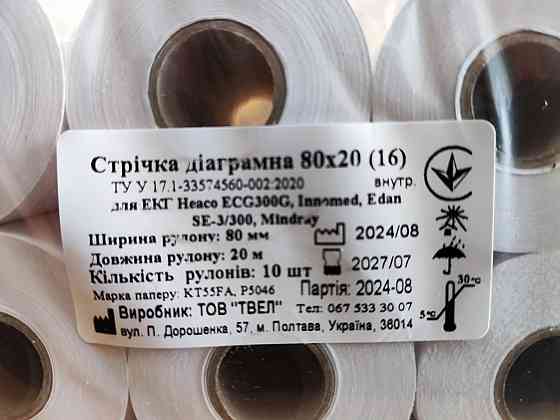 Стрічка діаграмна 80х20 (16)
ТУ У 17.1-33574560-002:2020 внутр.
для ЕКГ Heaco ECG300G, Innomed, Edan
SE-3/300, Mindray
Ширина рулону: 80 мм 2024/08
Довжина рулону: 20 м 2027/07
Кількість рулонів: 10 шт Партія: 2024-08
Марка паперу: KT55FA, P5046
30°C
Виробник: ТОВ "ТВЕЛ" Тел: 067 533 30 07
5°C
вул. П. Дорошенка, 57, м. Полтава, Україна, 36014